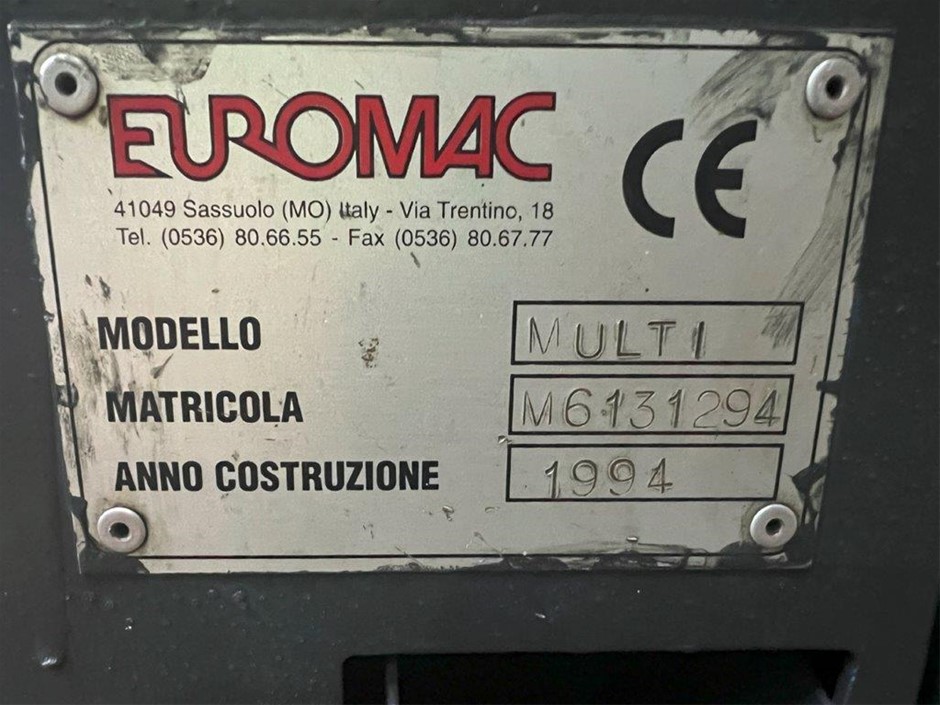 EUROMAC
CE
41049 Sassuolo (MO) Italy - Via Trentino, 18
Tel. (0536) 80.66.55 - Fax (0536) 80.67.77
MODELLO MULTI
MATRICOLA M6131294
ANNO COSTRUZIONE 1994